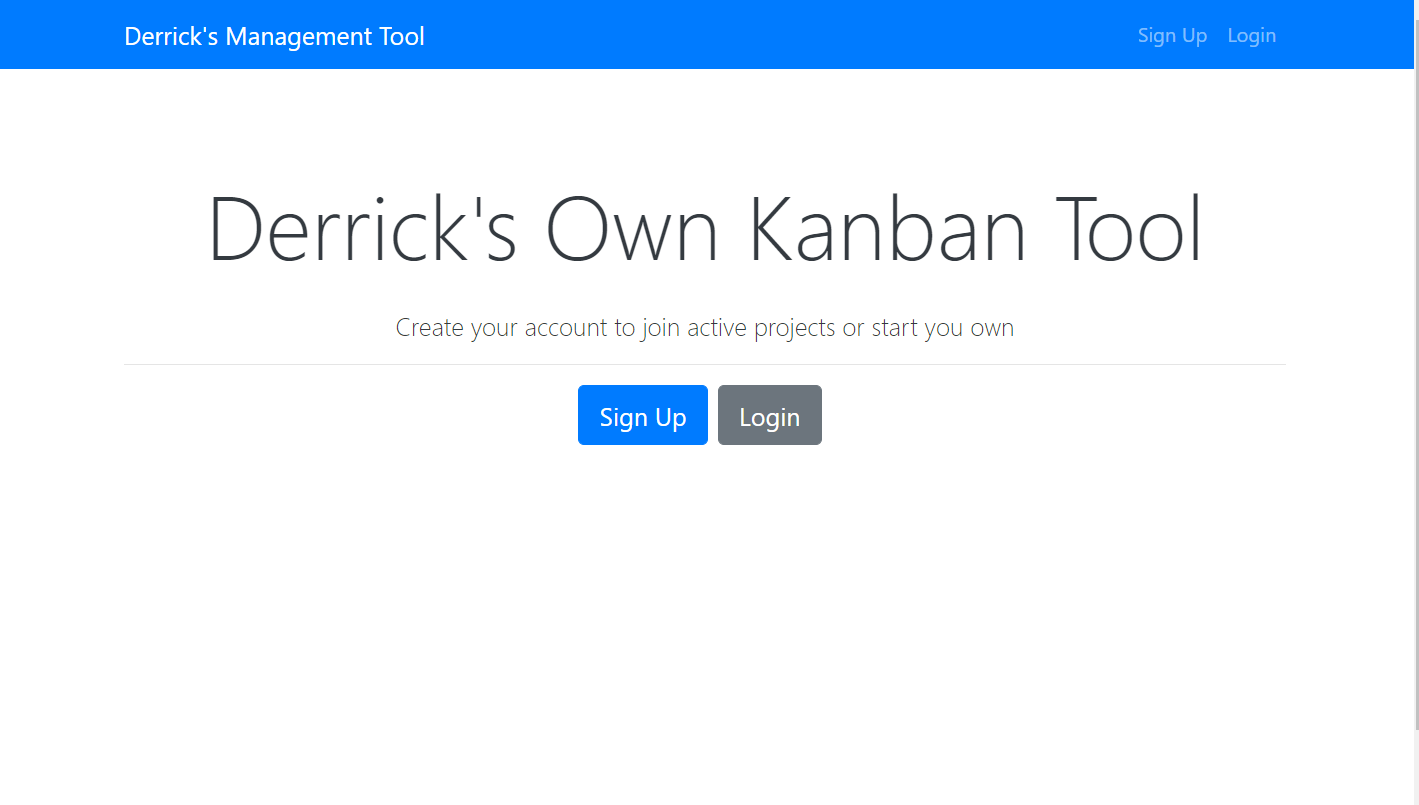 Derrick's Management Tool
Sign Up
Login
Derrick's Own Kanban Tool
Create your account to join active projects or start you own
Sign Up
Login